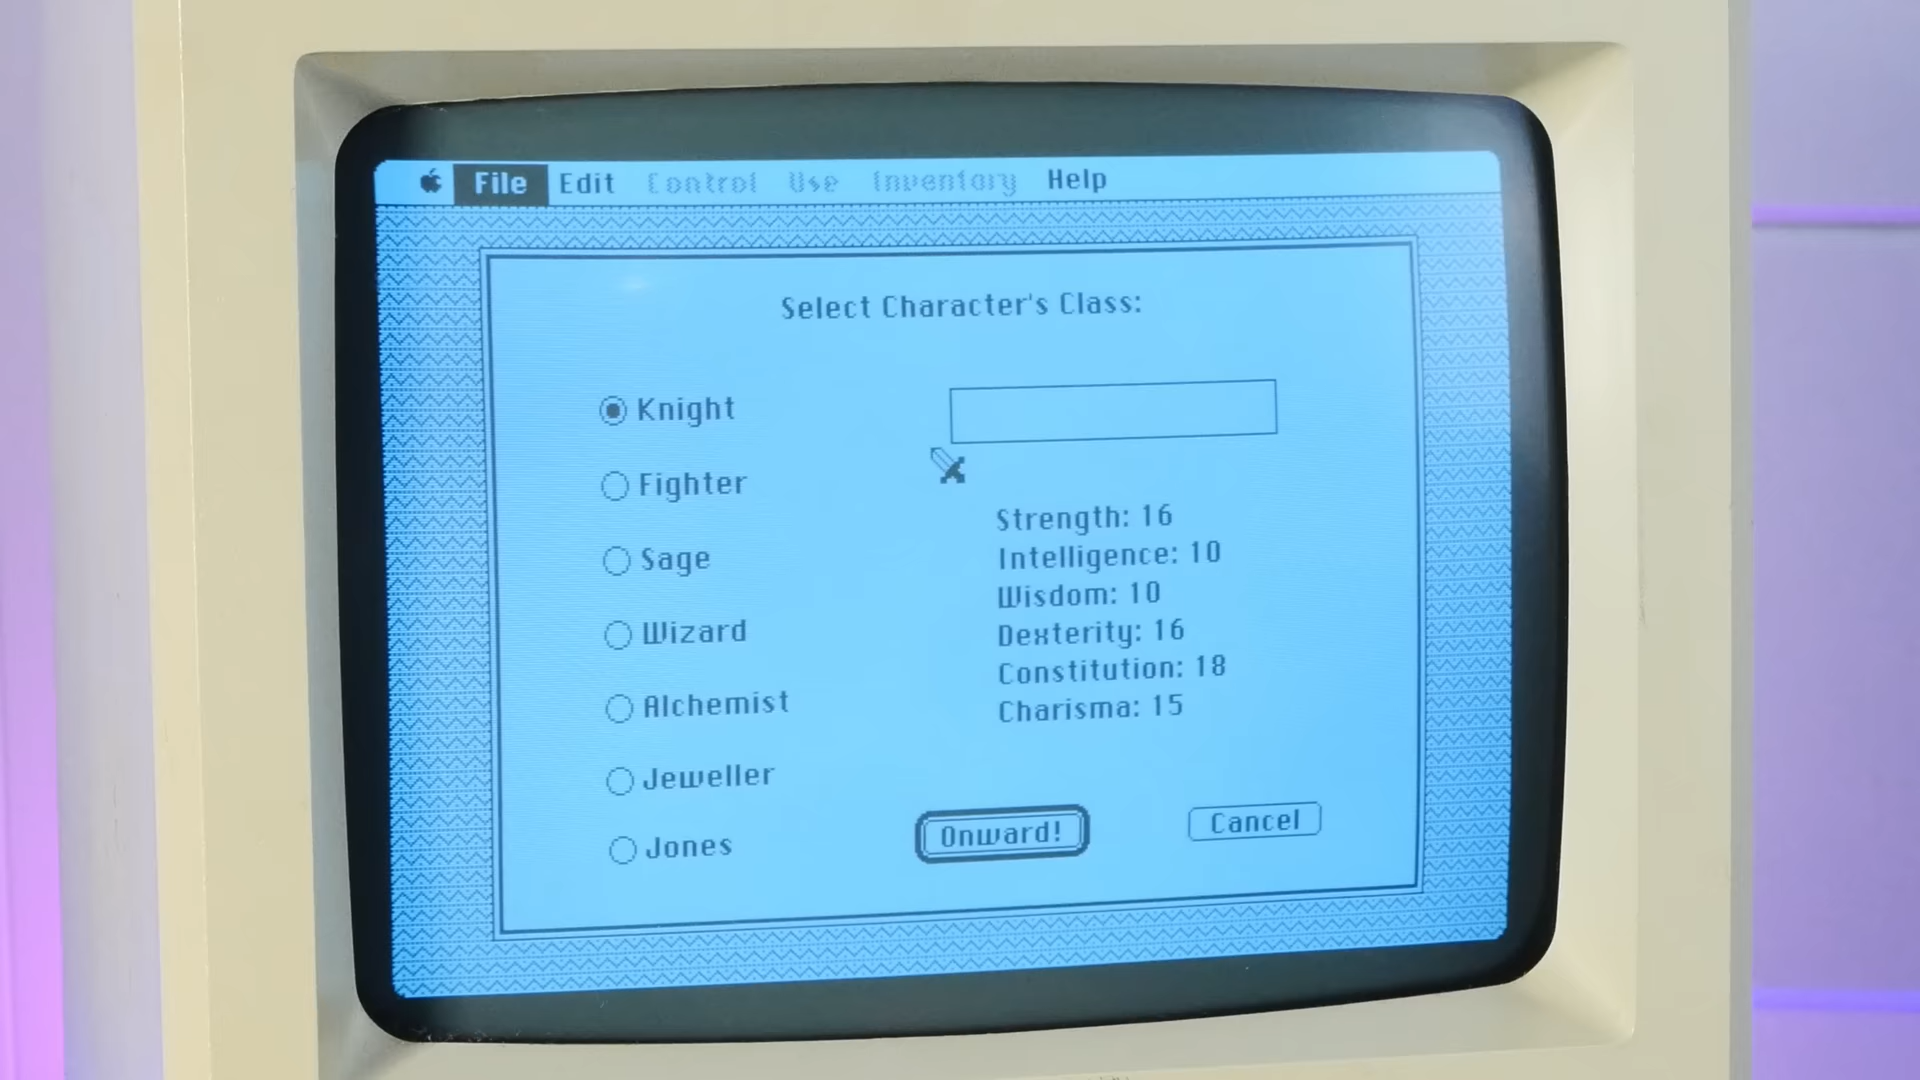 File Edit Control Use Inventory Help
Select Character's Class:
Knight
Fighter
Sage
Wizard
Alchemist
Jeweller
Jones
Strength: 16
Intelligence: 10
Wisdom: 10
Dexterity: 16
Constitution: 18
Charisma: 15
Onward!
Cancel